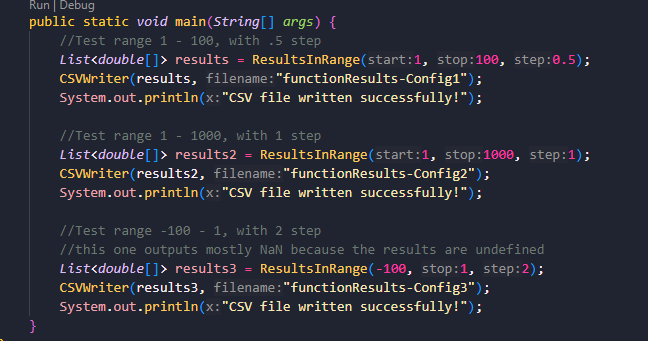 Run | Debug
public static void main(String[] args) {
//Test range 1 - 100, with .5 step
List<double[]> results = ResultsInRange(start:1, stop:100, step:0.5);
CSVWriter(results, filename:"functionResults-Config1");
System.out.println(x:"CSV file written successfully!");
//Test range 1 - 1000, with 1 step
List<double[]> results2 = ResultsInRange(start:1, stop:1000, step:1);
CSVWriter(results2, filename:"functionResults-Config2");
System.out.println(x:"CSV file written successfully!");
//Test range -100 - 1, with 2 step
//this one outputs mostly NaN because the results are undefined
List<double[]> results3 = ResultsInRange(-100, stop:1, step:2);
CSVWriter(results3, filename:"functionResults-Config3");
System.out.println(x:"CSV file written successfully!");
}